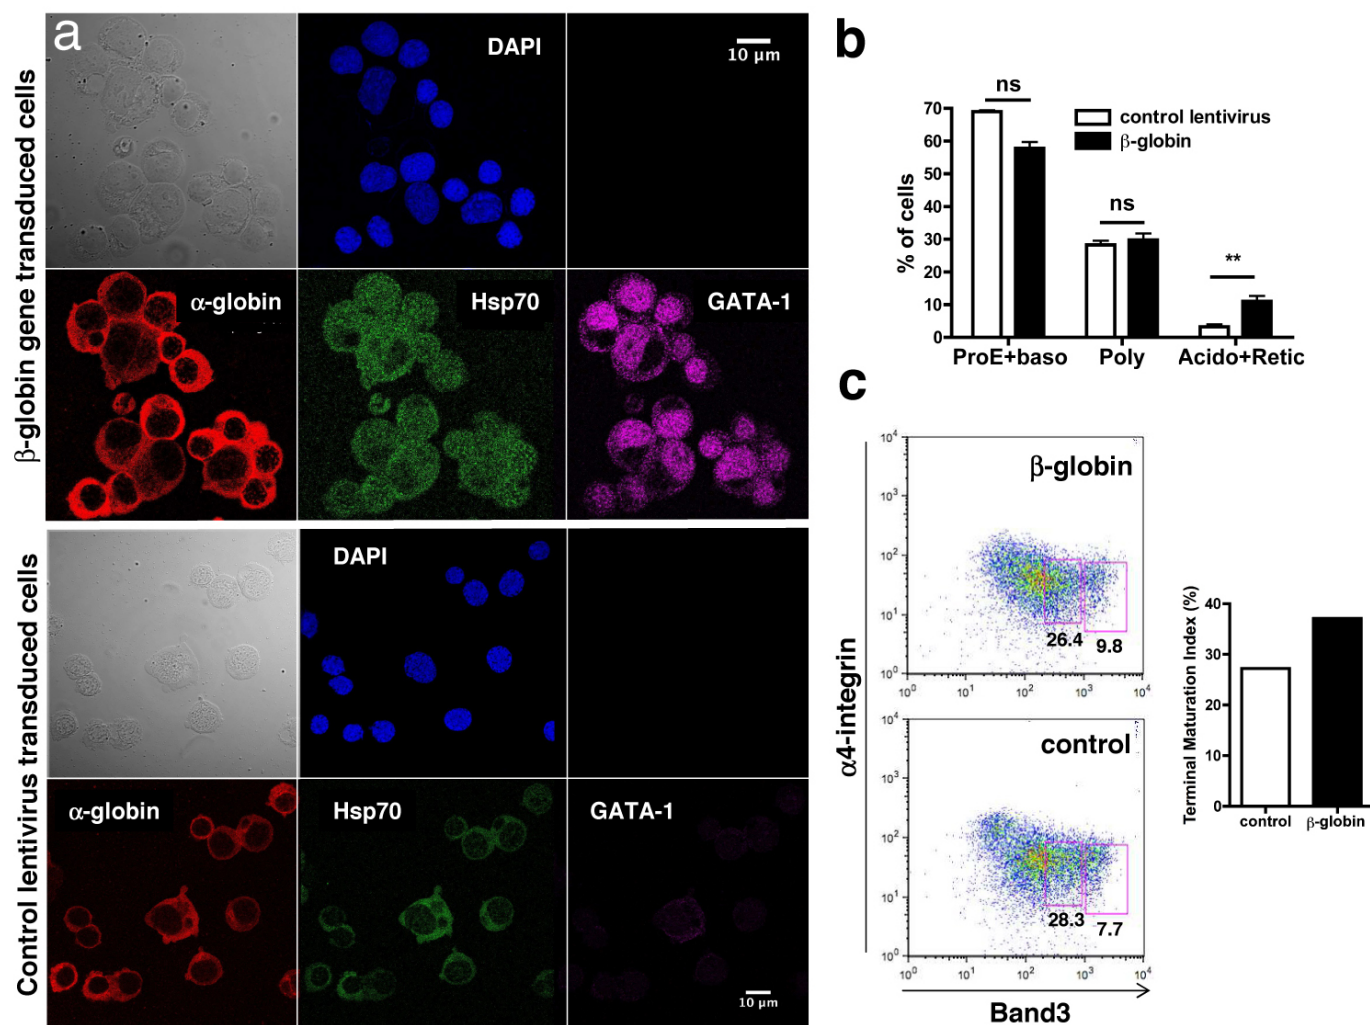 a
β-globin gene transduced cells
DAPI
10 μm
α-globin
Hsp70
GATA-1
Control lentivirus transduced cells
DAPI
α-globin
Hsp70
GATA-1
10 μm
b
% of cells
70
60
50
40
30
20
10
0
ns
ns
**
control lentivirus
β-globin
ProE+baso
Poly
Acido+Retic
c
α4-integrin
10⁴
10³
10²
10¹
10⁰
β-globin
26.4
9.8
10⁰ 10¹ 10² 10³ 10⁴
10⁴
10³
10²
10¹
10⁰
control
28.3
7.7
10⁰ 10¹ 10² 10³ 10⁴
Band3
Terminal Maturation Index (%)
40
30
20
10
0
control
β-globin